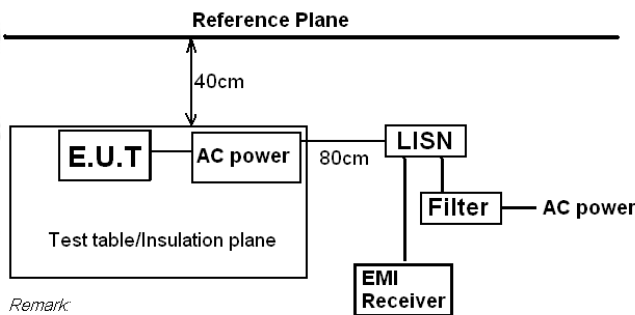 Reference Plane
40cm
E.U.T
AC power
80cm
LISN
Filter
AC power
Test table/Insulation plane
EMI
Receiver
Remark: